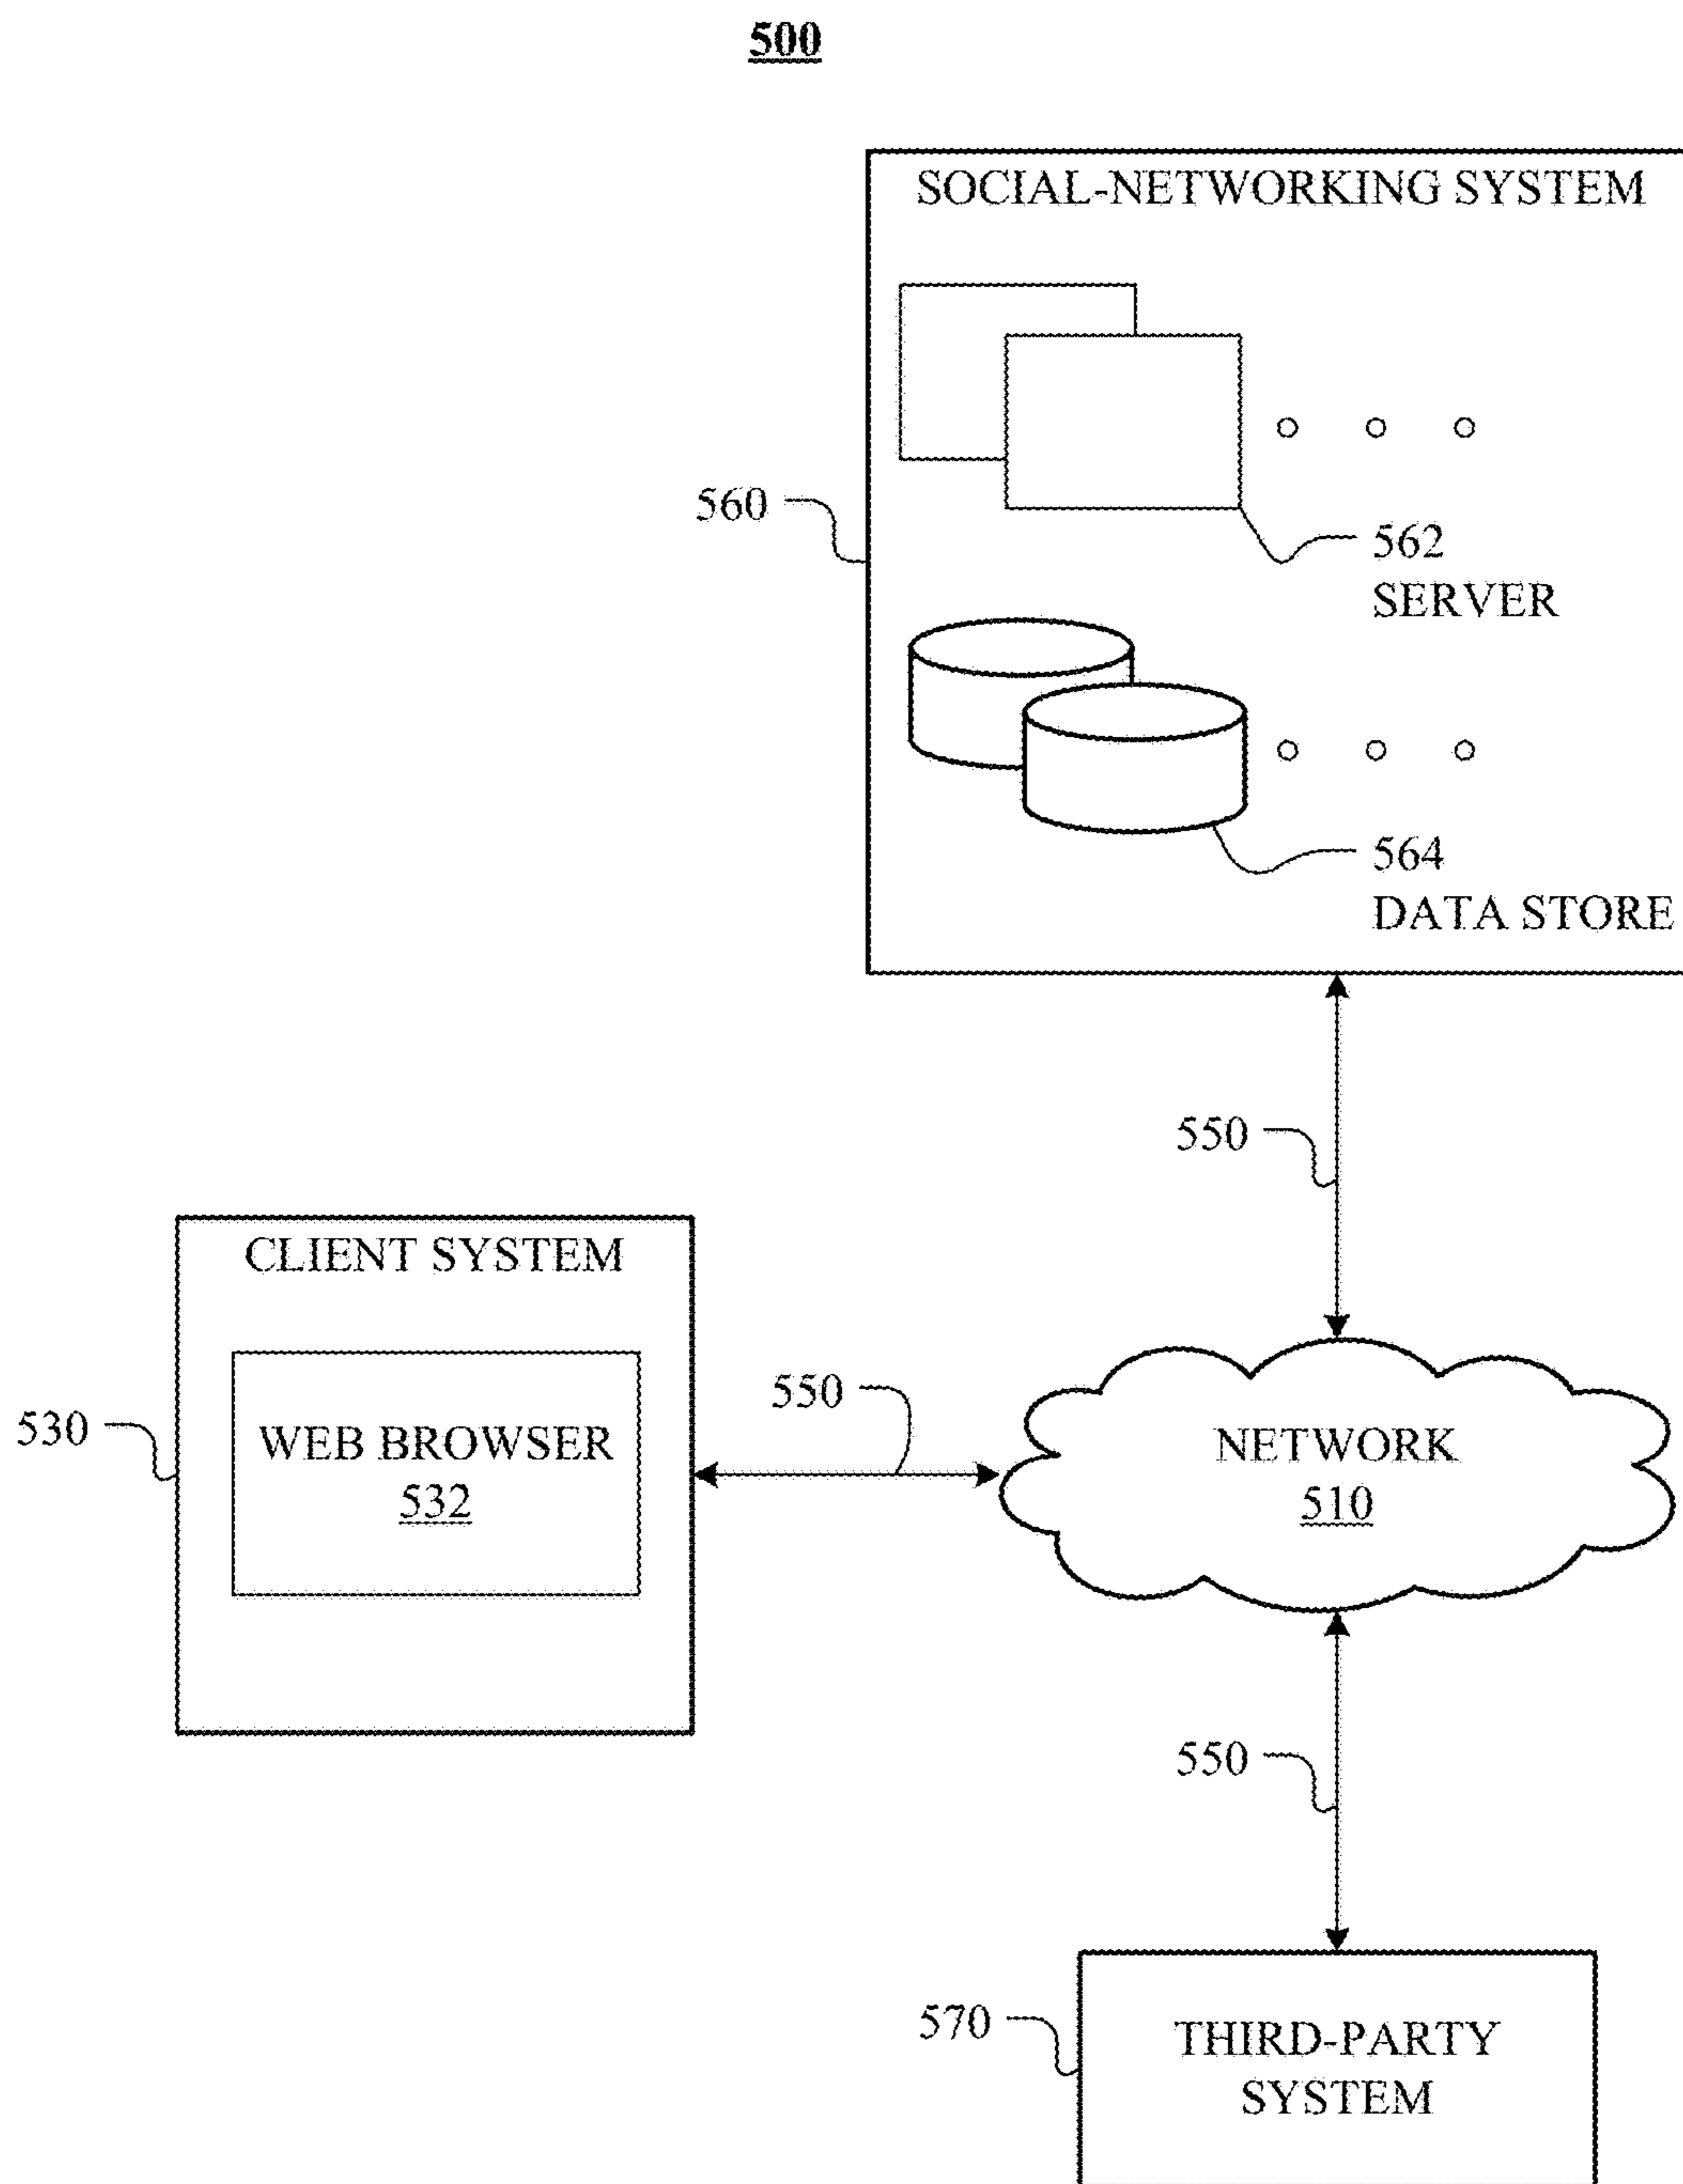 500
SOCIAL-NETWORKING SYSTEM
560
562
SERVER
564
DATA STORE
550
CLIENT SYSTEM
530
WEB BROWSER
532
550
NETWORK
510
550
570
THIRD-PARTY
SYSTEM